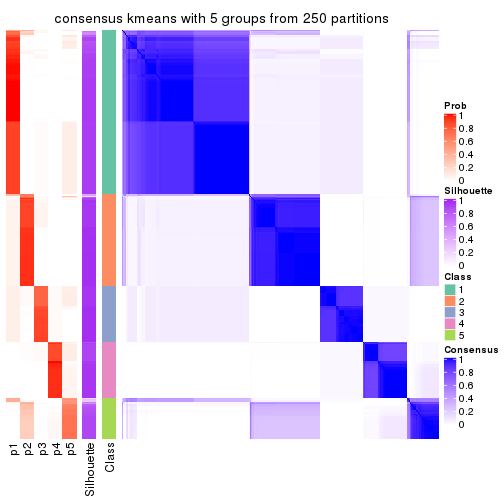 consensus kmeans with 5 groups from 250 partitions
Prob
1
0.8
0.6
0.4
0.2
0
Silhouette
1
0.8
0.6
0.4
0.2
0
Class
1
2
3
4
5
Consensus
1
0.8
0.6
0.4
0.2
0
p1
p2
p3
p4
p5
Silhouette
Class